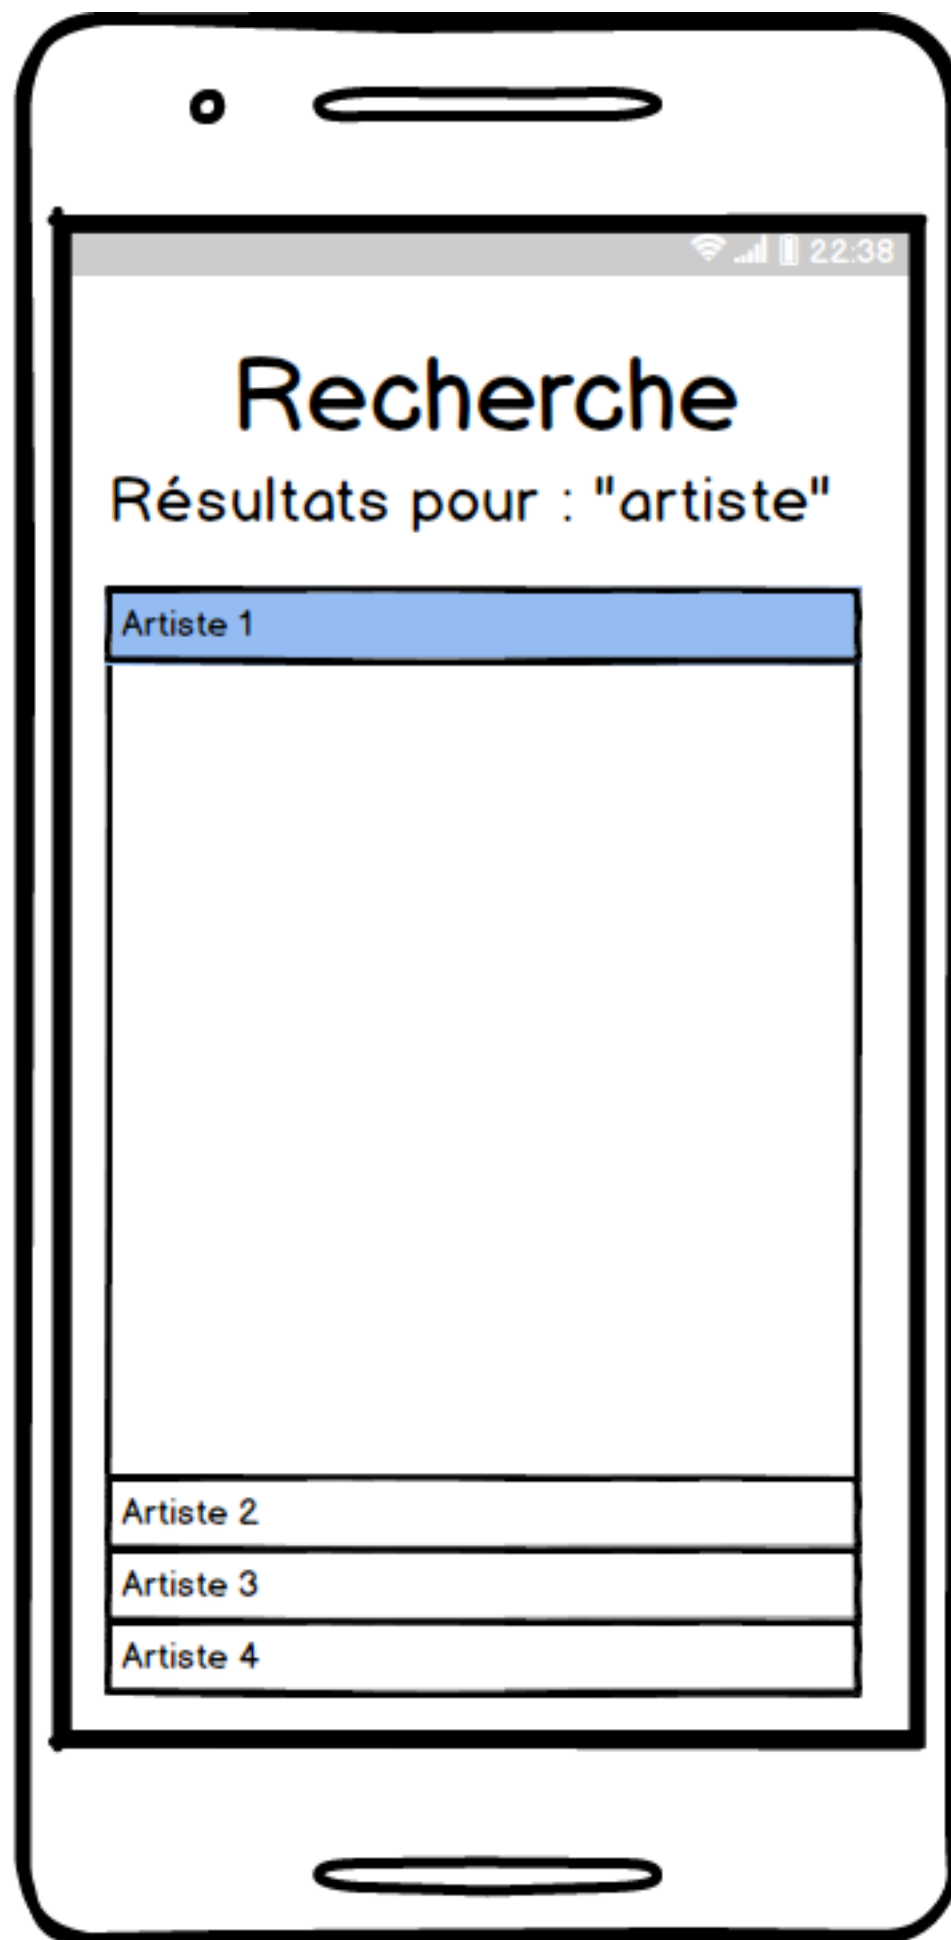 22:38
Recherche
Résultats pour : "artiste"
Artiste 1
Artiste 2
Artiste 3
Artiste 4